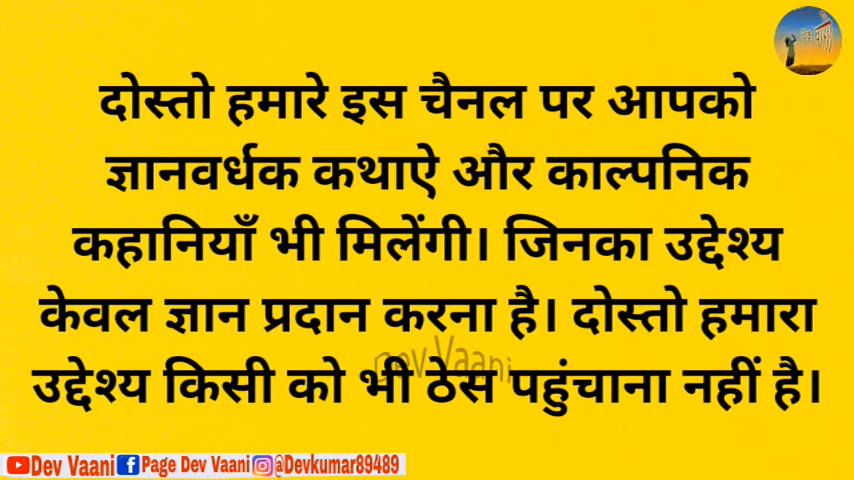 दोस्तो हमारे इस चैनल पर आपको
ज्ञानवर्धक कथाऐ और काल्पनिक
कहानियाँ भी मिलेंगी। जिनका उद्देश्य
केवल ज्ञान प्रदान करना है। दोस्तो हमारा
उद्देश्य किसी को भी ठेस पहुंचाना नहीं है।
Dev Vaani
Dev Vaani Page Dev Vaani @Devkumar89489